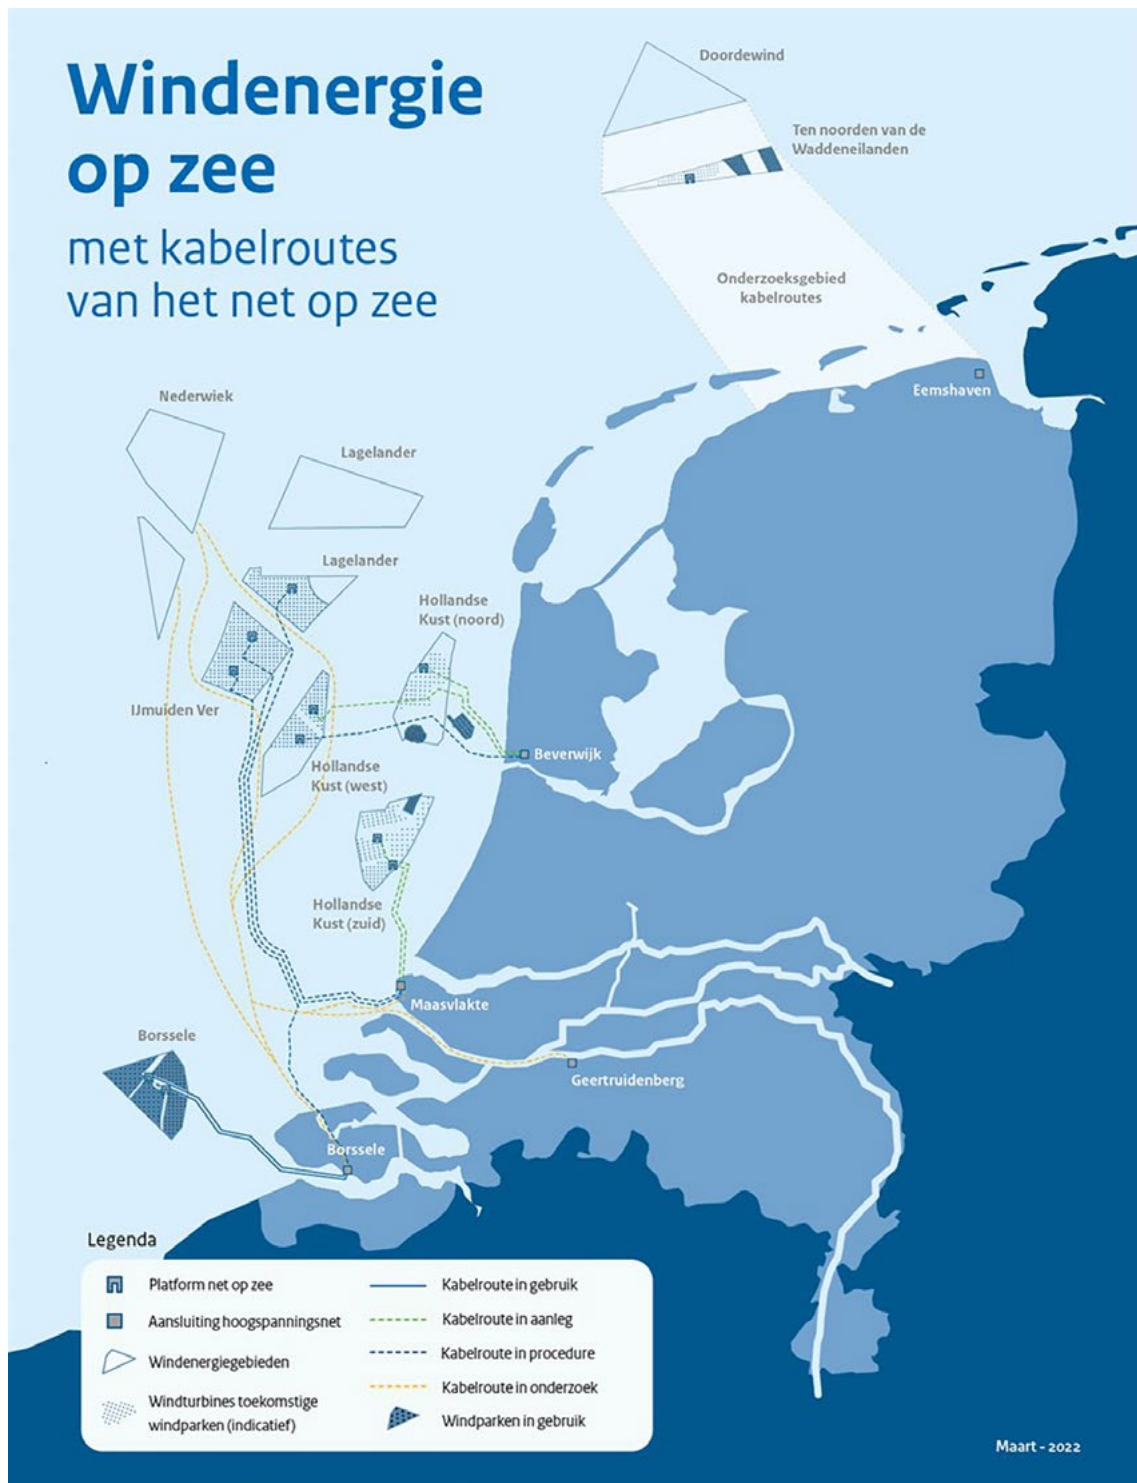 Windenergie
op zee
met kabelroutes
van het net op zee
Doordewind
Ten noorden van de
Waddeneilanden
Onderzoeksgebied
kabelroutes
Eemshaven
Nederwiek
Lagelander
Lagelander
Hollandse
Kust (noord)
IJmuiden Ver
Beverwijk
Hollandse
Kust (west)
Hollandse
Kust (zuid)
Maasvlakte
Borssele
Geertruidenberg
Borssele
Legenda
Platform net op zee
Aansluiting hoogspanningsnet
Windenergiegebieden
Windturbines toekomstige
windparken (indicatief)
Kabelroute in gebruik
Kabelroute in aanleg
Kabelroute in procedure
Kabelroute in onderzoek
Windparken in gebruik
Maart - 2022